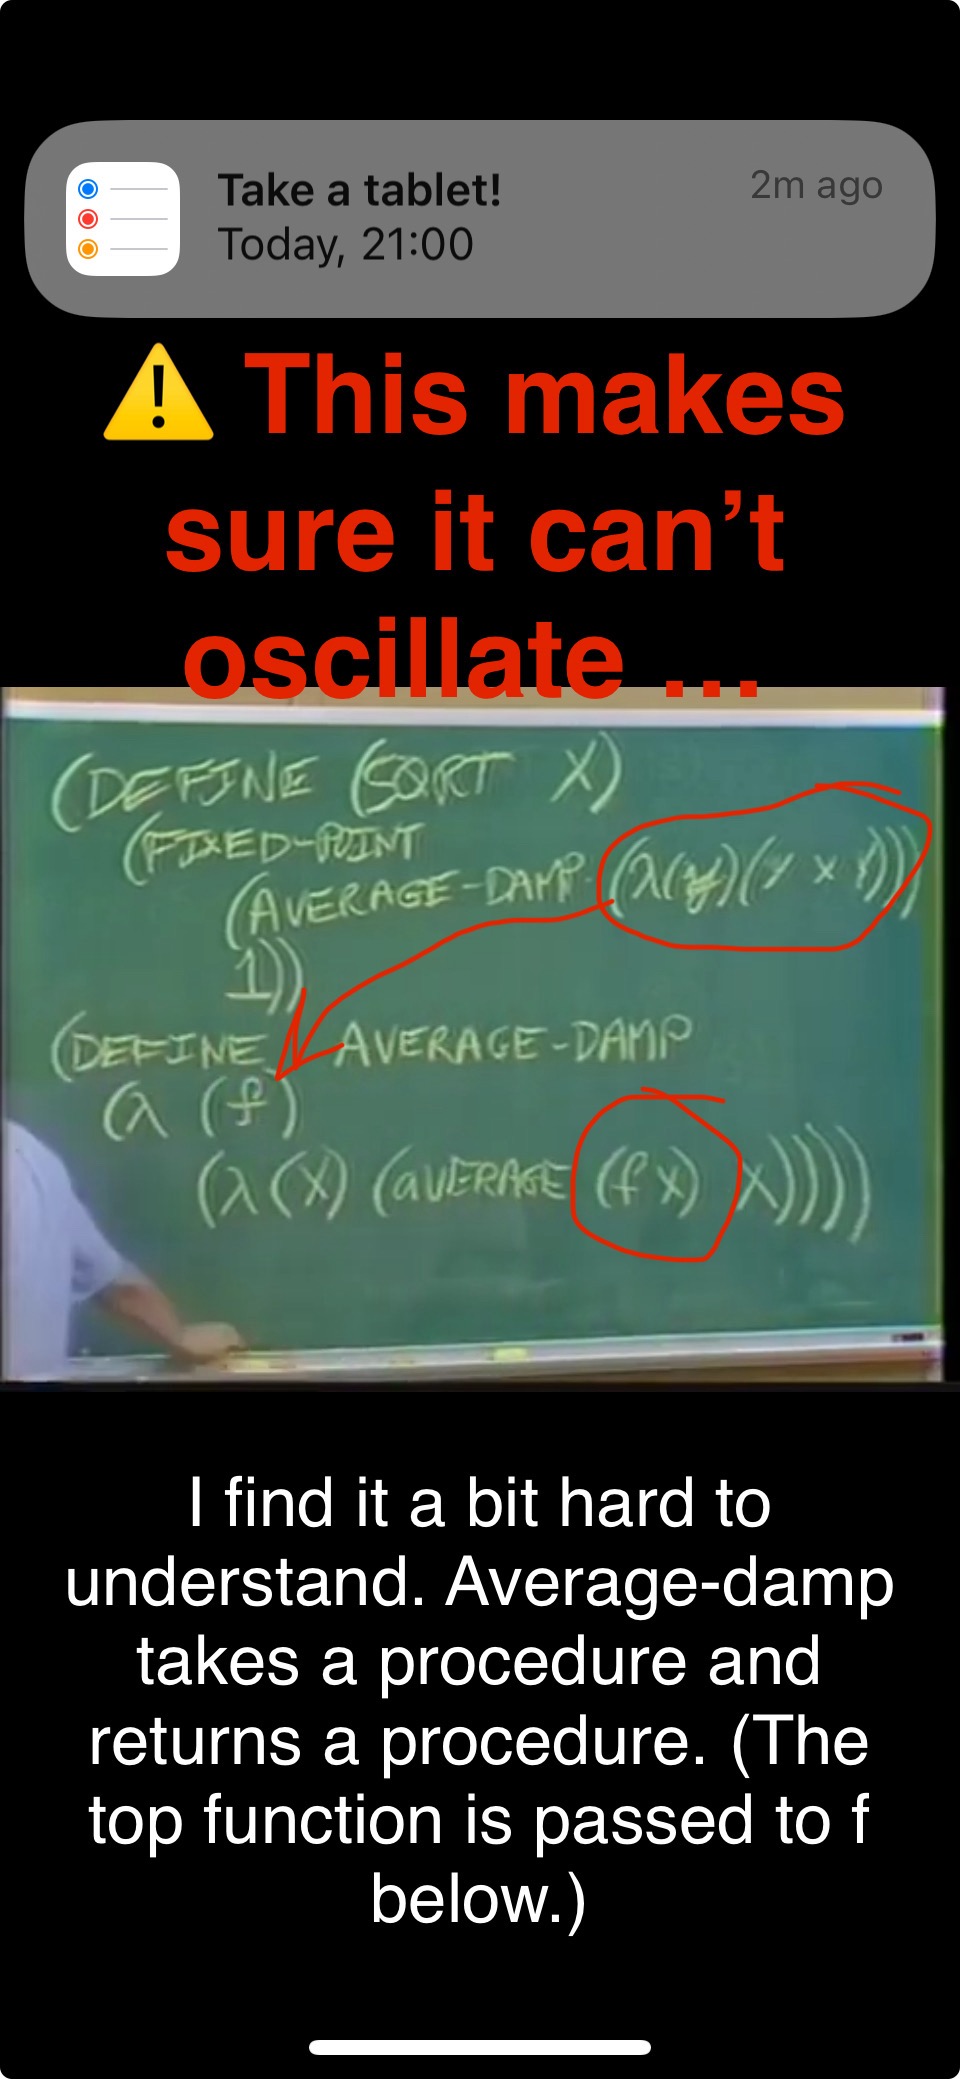 Take a tablet!
2m ago
Today, 21:00
⚠️ This makes
sure it can’t
oscillate ...
(DEFINE (SQRT X)
(FIXED-POINT
(AVERAGE-DAMP (λ(y)(/ x y)))
1))
(DEFINE AVERAGE-DAMP
(λ (f)
(λ (X) (aVERAGE (f x) x))))
I find it a bit hard to
understand. Average-damp
takes a procedure and
returns a procedure. (The
top function is passed to f
below.)